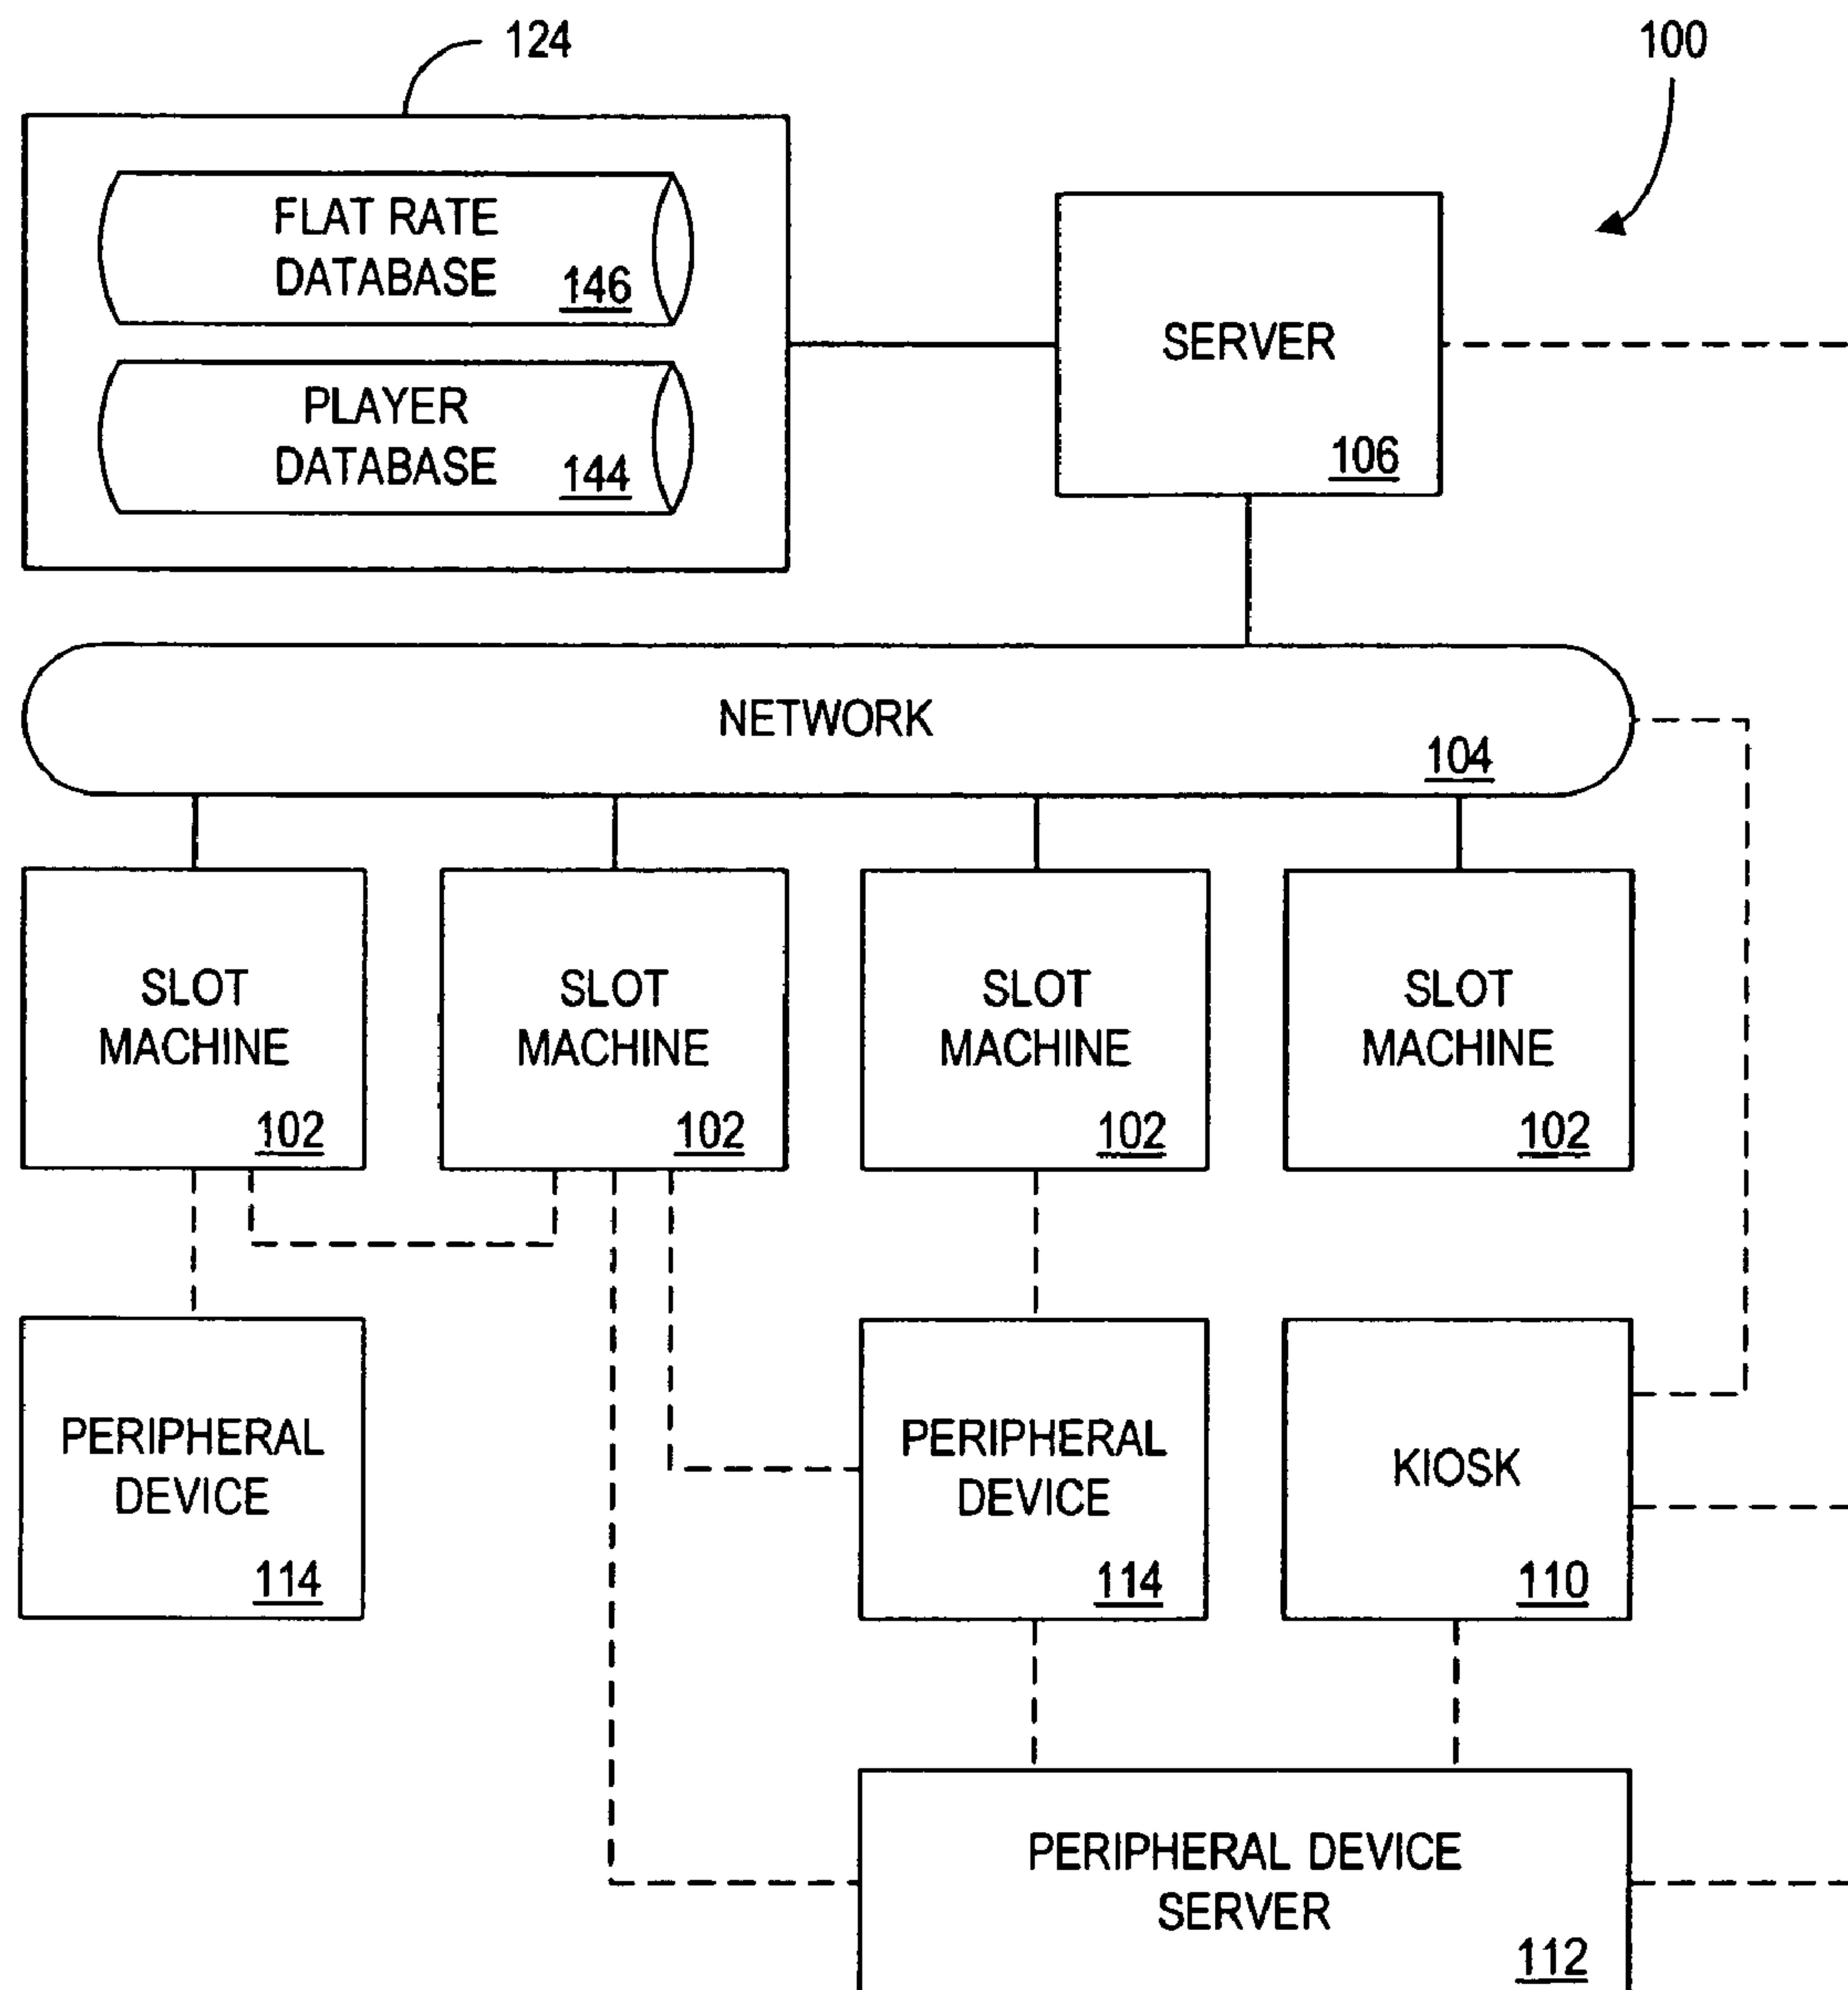 124
100
FLAT RATE
DATABASE
146
PLAYER
DATABASE
144
SERVER
106
NETWORK
104
SLOT
MACHINE
102
SLOT
MACHINE
102
SLOT
MACHINE
102
SLOT
MACHINE
102
PERIPHERAL
DEVICE
114
PERIPHERAL
DEVICE
114
KIOSK
110
PERIPHERAL DEVICE
SERVER
112